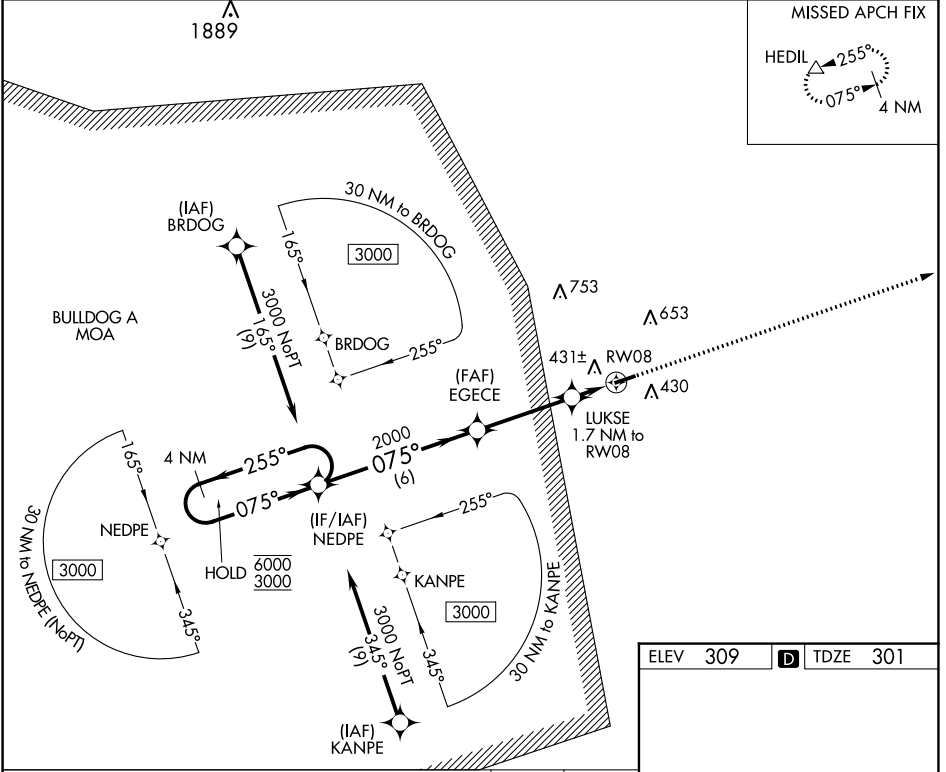 1889
MISSED APCH FIX
HEDIL
255°
075°
4 NM
(IAF)
BRDOG
30 NM to BRDOG
165°
3000
BRDOG
255°
3000 NoPT
165°
(9)
BULLDOG A
MOA
753
653
431± RW08
430
(FAF)
EGECE
LUKSE
1.7 NM to
RW08
2000
075°
(6)
4 NM
255°
075°
(IF/IAF)
NEDPE
HOLD 6000
3000
165°
NEDPE
3000
345°
30 NM to NEDPE (NoPT)
255°
KANPE
3000
345°
30 NM to KANPE
3000 NoPT
345°
(9)
(IAF)
KANPE
ELEV 309 D TDZE 301